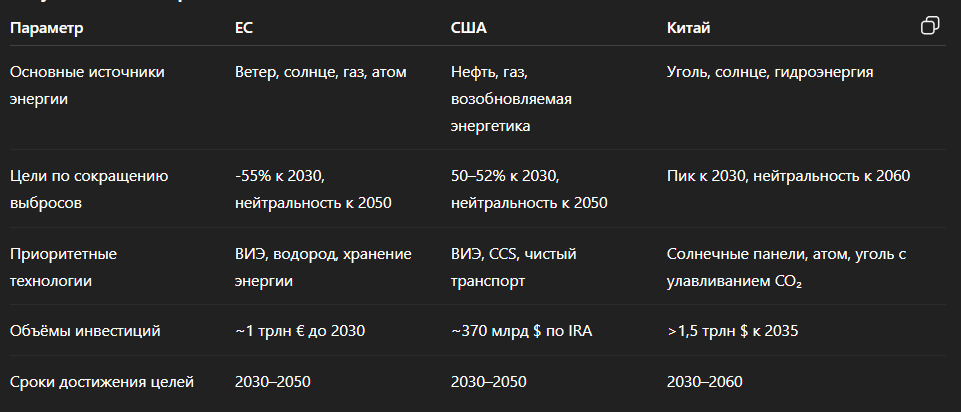 Параметр ЕС США Китай
Основные источники энергии Ветер, солнце, газ, атом Нефть, газ, возобновляемая энергетика Уголь, солнце, гидроэнергия
Цели по сокращению выбросов -55% к 2030, нейтральность к 2050 50–52% к 2030, нейтральность к 2050 Пик к 2030, нейтральность к 2060
Приоритетные технологии ВИЭ, водород, хранение энергии ВИЭ, CCS, чистый транспорт Солнечные панели, атом, уголь с улавливанием CO₂
Объёмы инвестиций ~1 трлн € до 2030 ~370 млрд $ по IRA >1,5 трлн $ к 2035
Сроки достижения целей 2030–2050 2030–2050 2030–2060